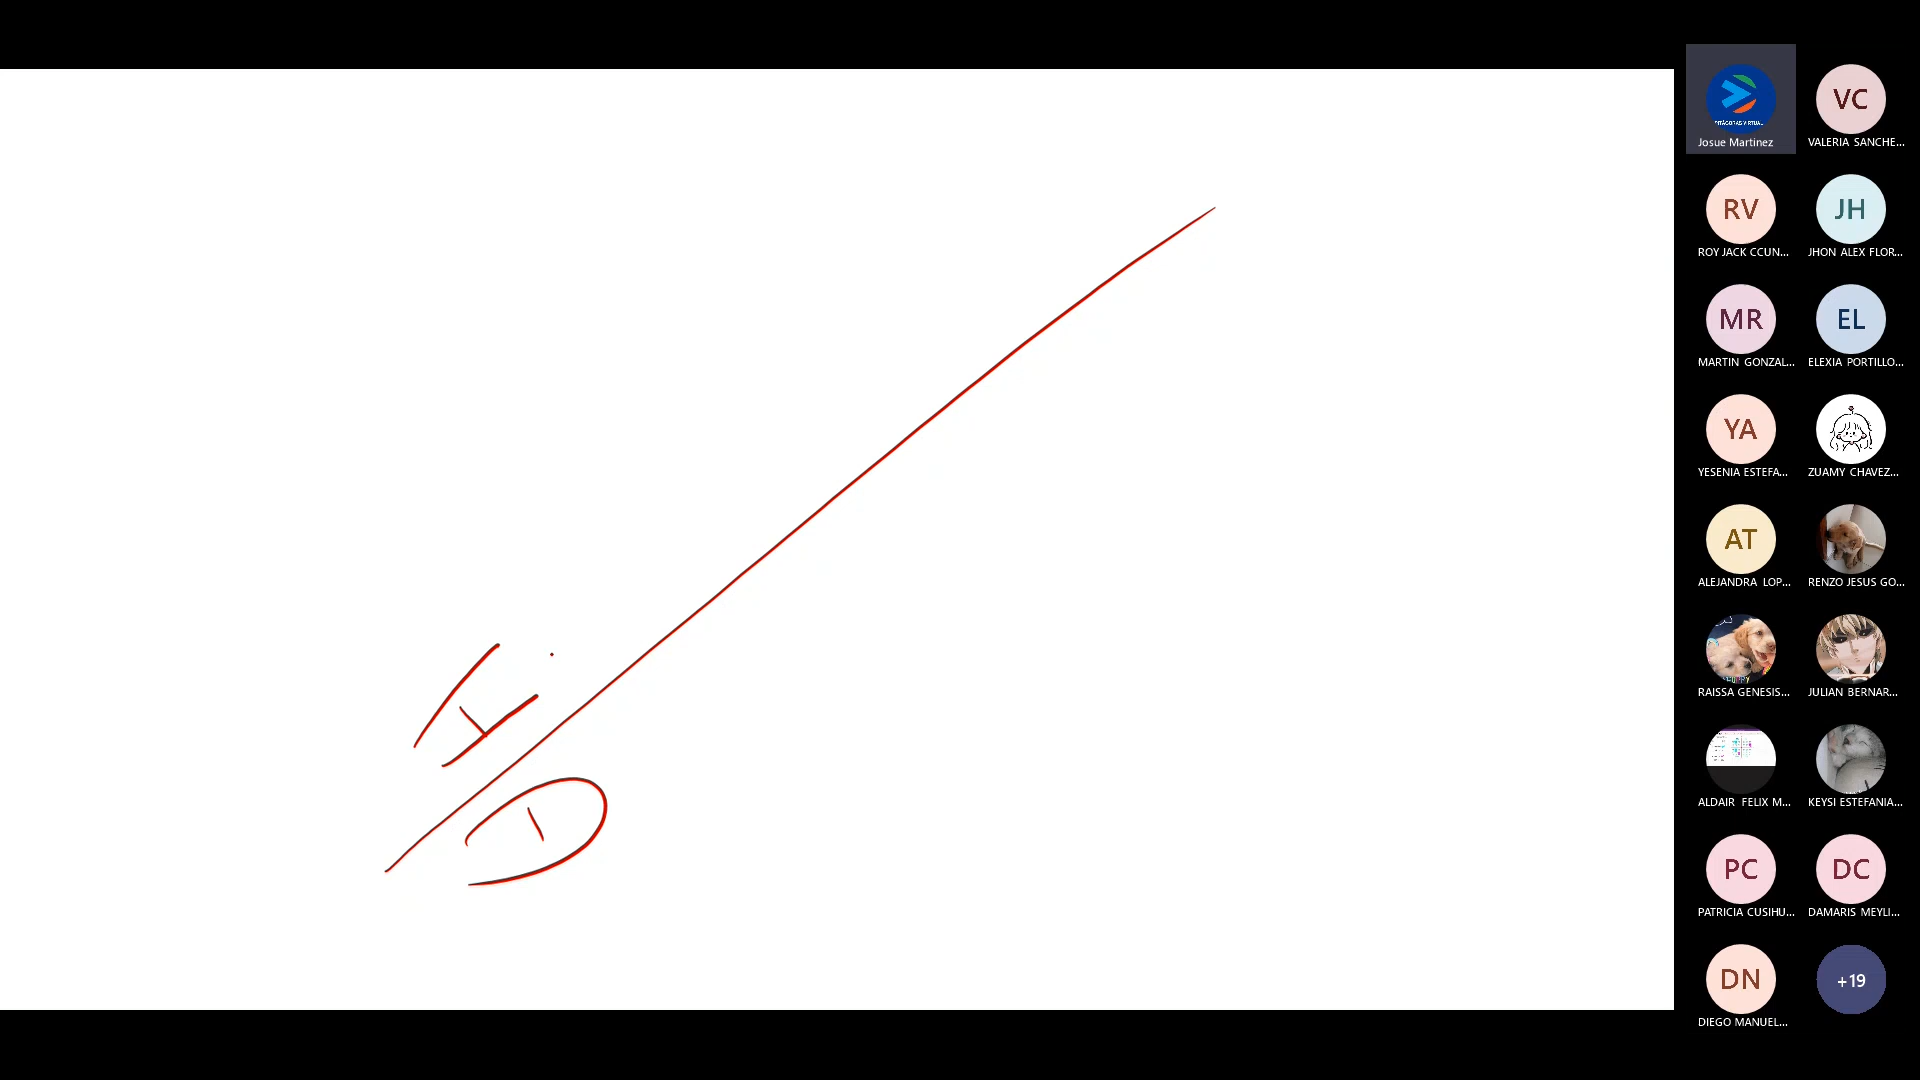 PITÁGORAS VIRTUAL
Josue Martinez
VC
VALERIA SANCHE...
RV
ROY JACK CCUN...
JH
JHON ALEX FLOR...
MR
MARTIN GONZAL...
EL
ELEXIA PORTILLO...
YA
YESENIA ESTEFA...
ZUAMY CHAVEZ...
AT
ALEJANDRA LOP...
RENZO JESUS GO...
RAISSA GENESIS...
JULIAN BERNAR...
ALDAIR FELIX M...
KEYSI ESTEFANIA...
PC
PATRICIA CUSIHU...
DC
DAMARIS MEYLI...
DN
DIEGO MANUEL...
+19